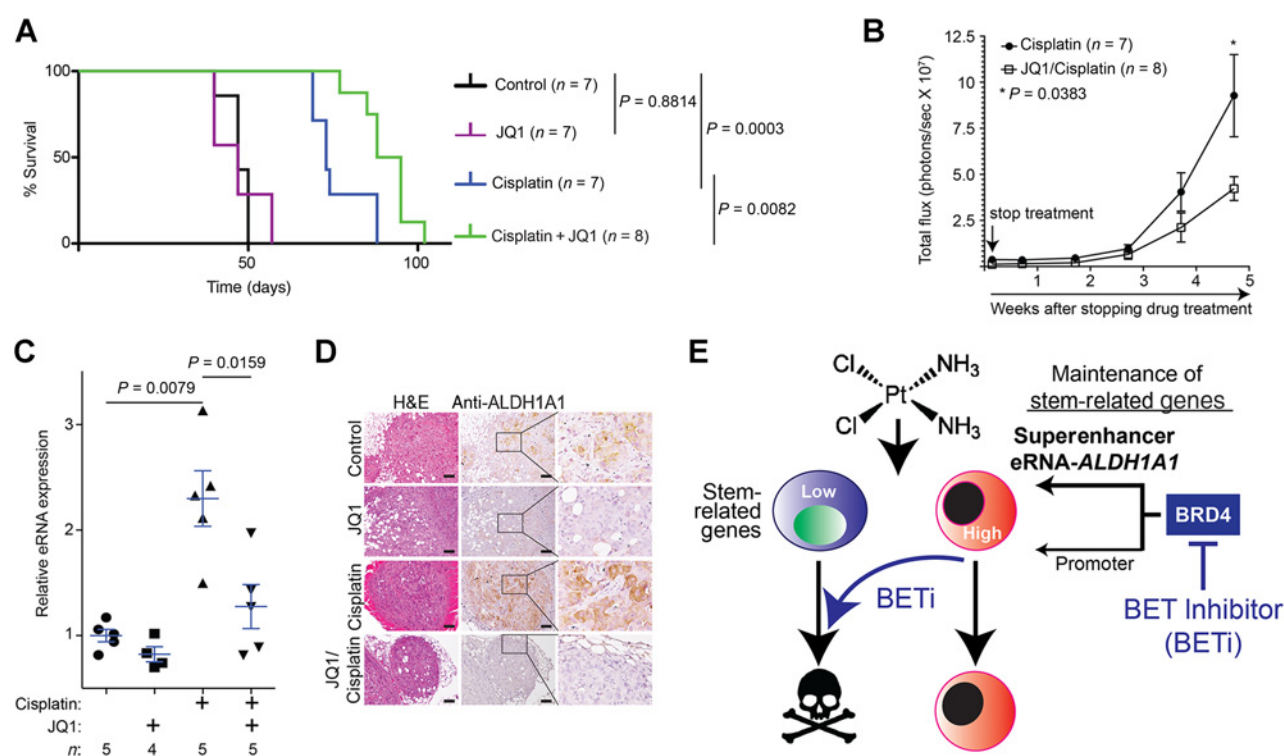 A
100
50
0
% Survival
50
100
Time (days)
Control (n = 7)
JQ1 (n = 7)
Cisplatin (n = 7)
Cisplatin + JQ1 (n = 8)
P = 0.8814
P = 0.0003
P = 0.0082
B
Total flux (photons/sec X 10⁷)
12.5
10
7.5
5
2.5
Cisplatin (n = 7)
JQ1/Cisplatin (n = 8)
* P = 0.0383
*
stop treatment
1 2 3 4 5
Weeks after stopping drug treatment
C
P = 0.0159
P = 0.0079
Relative eRNA expression
3
2
1
Cisplatin: + +
JQ1: + +
n: 5 4 5 5
D
H&E Anti-ALDH1A1
Control
JQ1
Cisplatin
JQ1/
Cisplatin
E
Cl NH₃
Pt
Cl NH₃
Maintenance of
stem-related genes
Superenhancer
eRNA-ALDH1A1
Stem-
related
genes
Low
High
BRD4
Promoter
BETi
BET Inhibitor
(BETi)